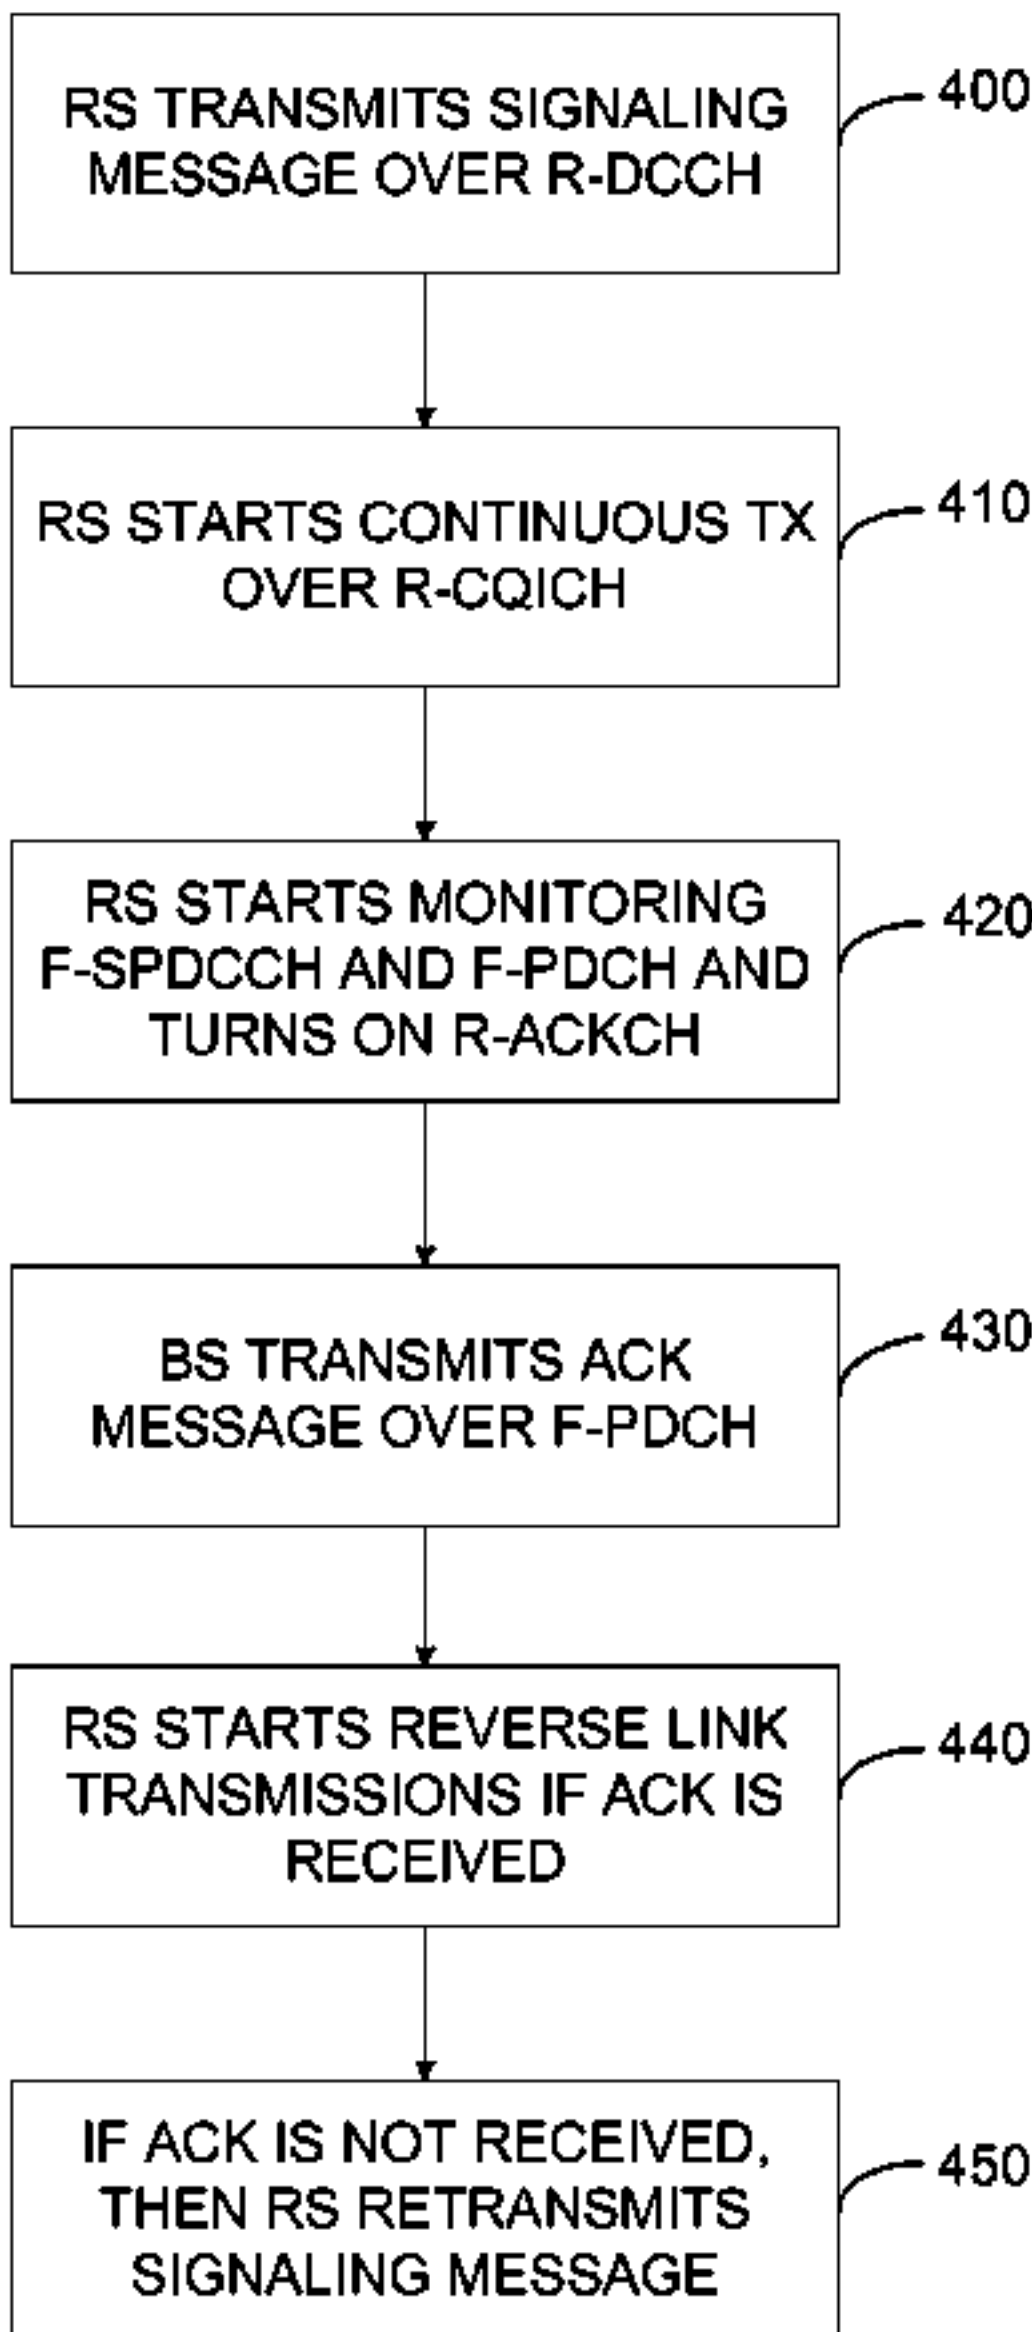 RS TRANSMITS SIGNALING
MESSAGE OVER R-DCCH
400
RS STARTS CONTINUOUS TX
OVER R-CQICH
410
RS STARTS MONITORING
F-SPDCCH AND F-PDCH AND
TURNS ON R-ACKCH
420
BS TRANSMITS ACK
MESSAGE OVER F-PDCH
430
RS STARTS REVERSE LINK
TRANSMISSIONS IF ACK IS
RECEIVED
440
IF ACK IS NOT RECEIVED,
THEN RS RETRANSMITS
SIGNALING MESSAGE
450